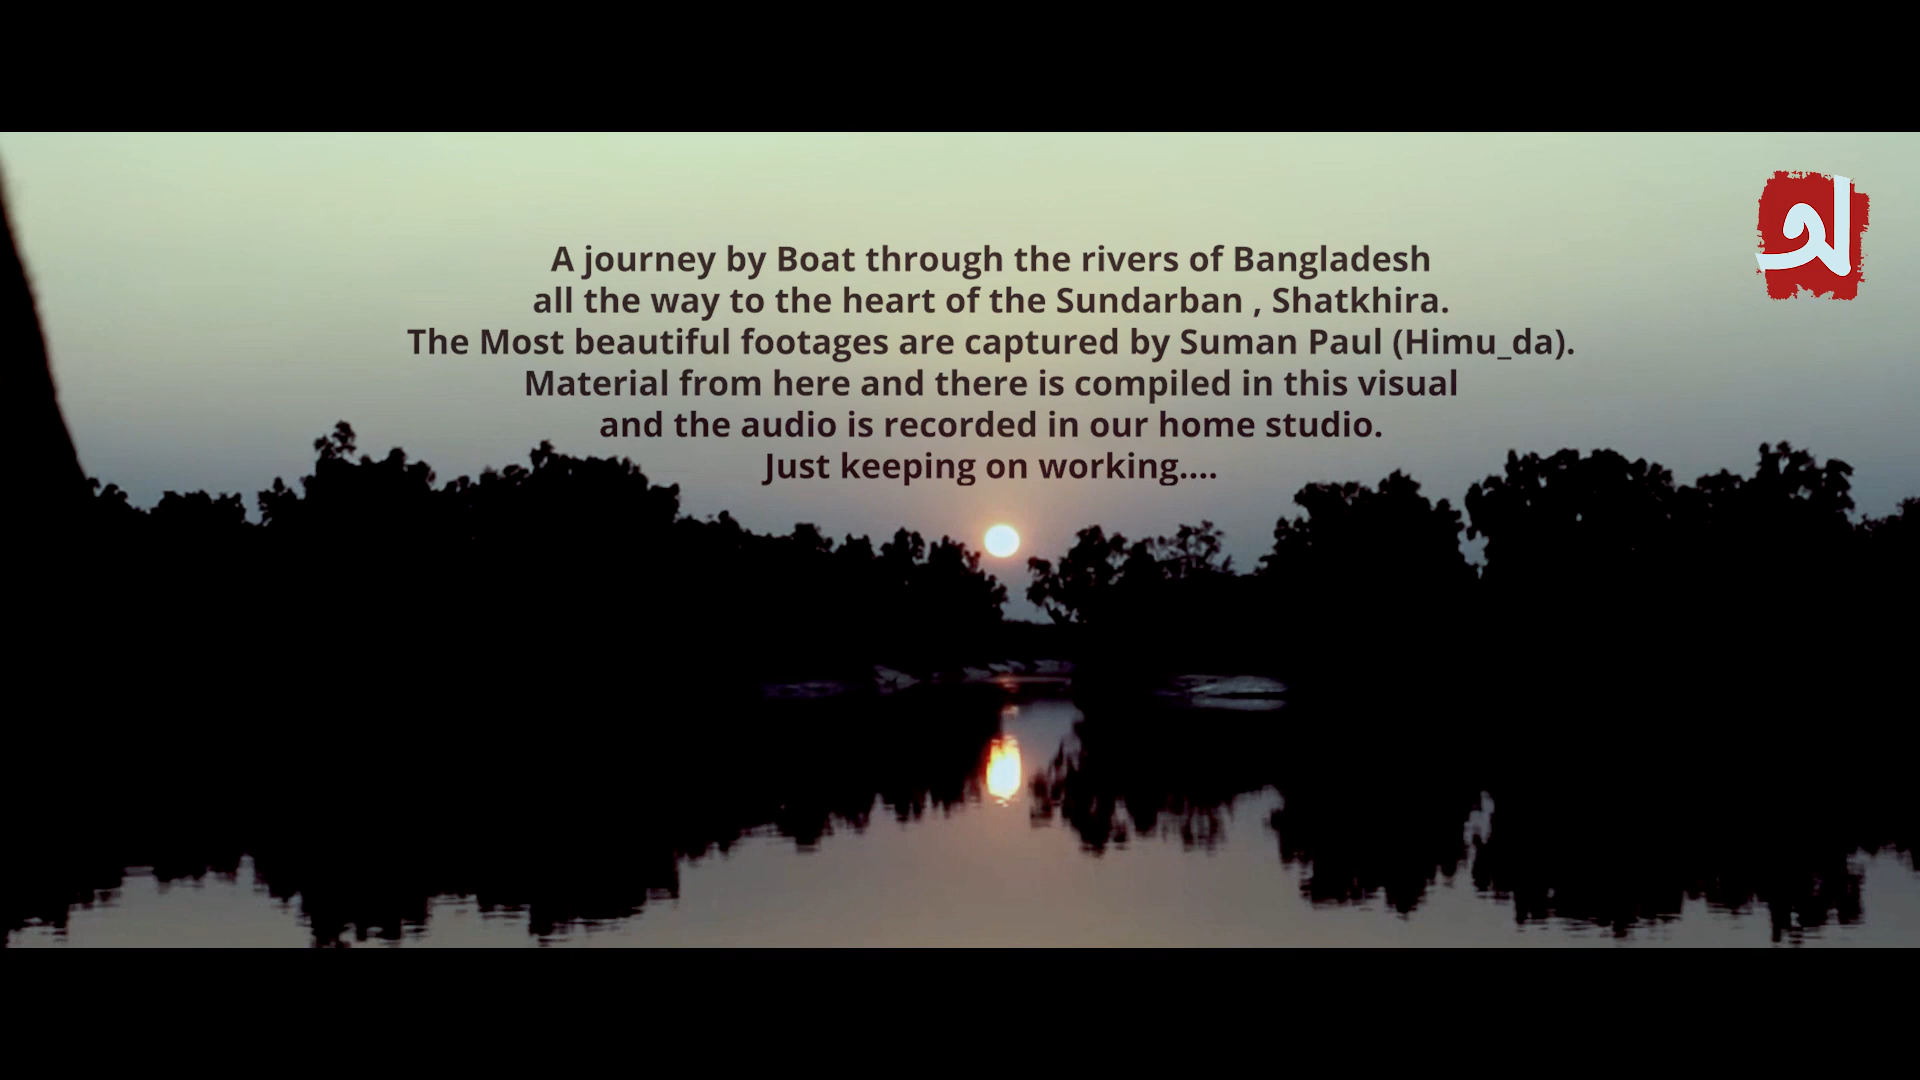 A journey by Boat through the rivers of Bangladesh
all the way to the heart of the Sundarban , Shatkhira.
The Most beautiful footages are captured by Suman Paul (Himu_da).
Material from here and there is compiled in this visual
and the audio is recorded in our home studio.
Just keeping on working....